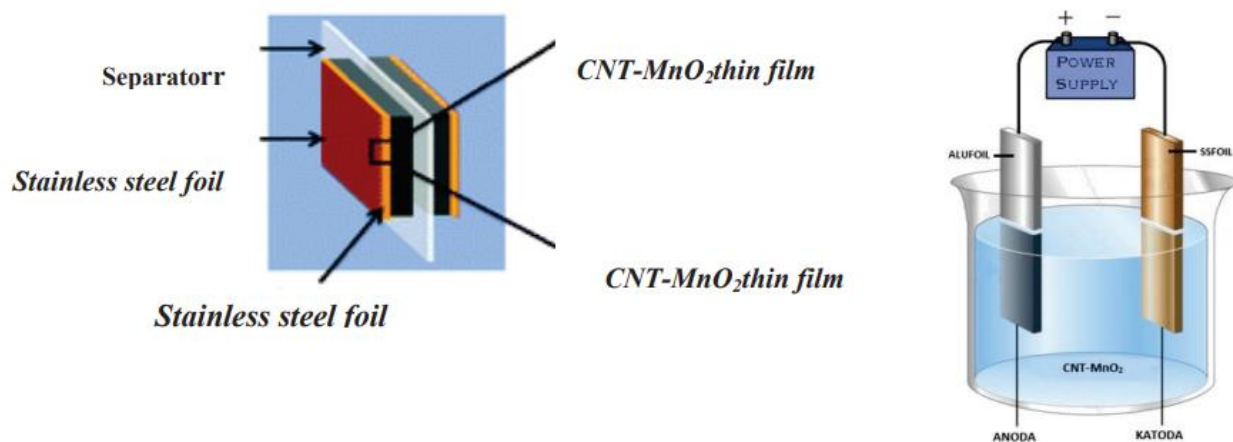 Separatorr
Stainless steel foil
Stainless steel foil
CNT-MnO₂thin film
CNT-MnO₂thin film
+ −
POWER
SUPPLY
ALUFOIL
SSFOIL
CNT-MnO₂
ANODA
KATODA